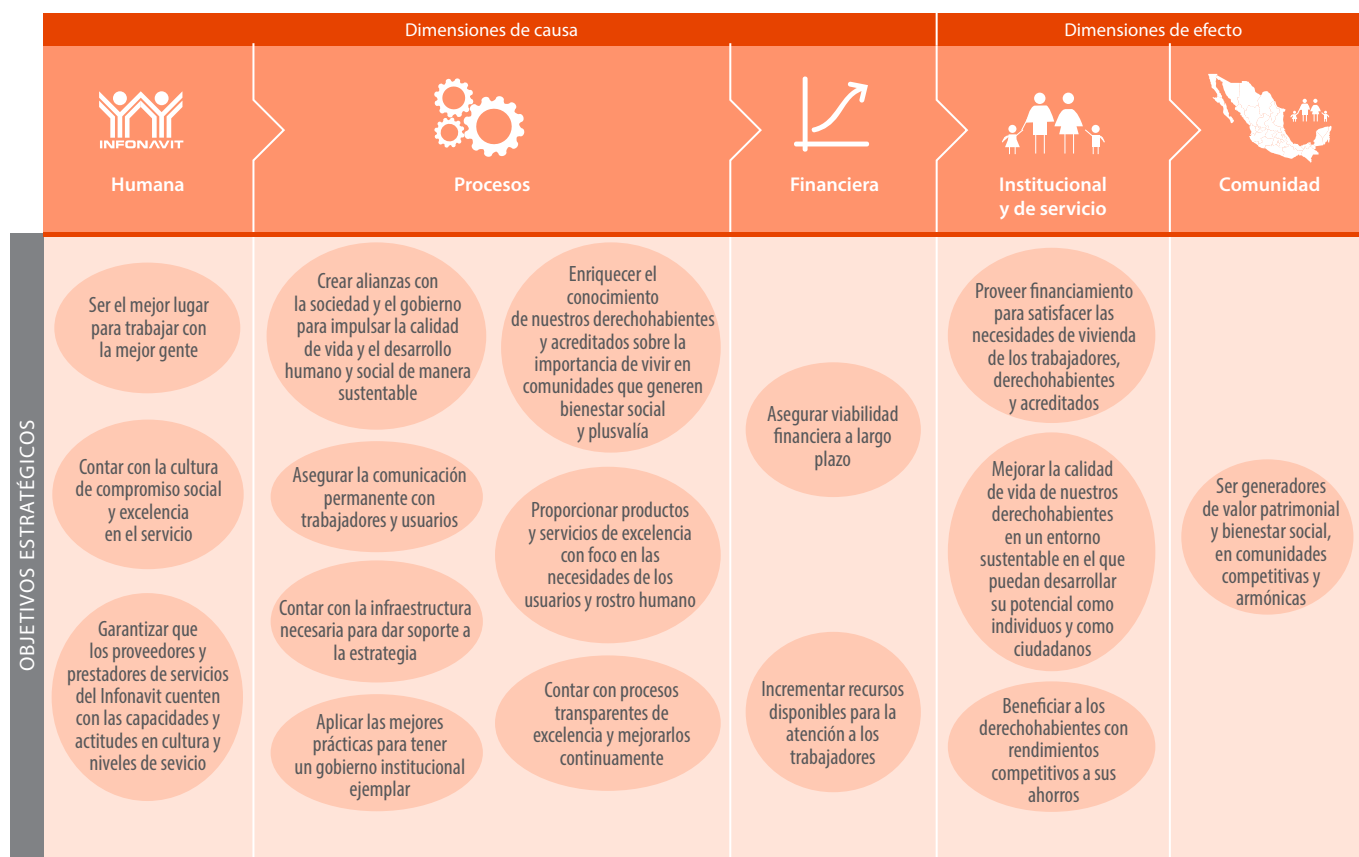 Dimensiones de causa
Dimensiones de efecto
INFONAVIT
Humana
Procesos
Financiera
Institucional
y de servicio
Comunidad
OBJETIVOS ESTRATÉGICOS
Ser el mejor lugar
para trabajar con
la mejor gente
Contar con la cultura
de compromiso social
y excelencia
en el servicio
Garantizar que
los proveedores y
prestadores de servicios
del Infonavit cuenten
con las capacidades y
actitudes en cultura y
niveles de sevicio
Crear alianzas con
la sociedad y el gobierno
para impulsar la calidad
de vida y el desarrollo
humano y social de manera
sustentable
Asegurar la comunicación
permanente con
trabajadores y usuarios
Contar con la infraestructura
necesaria para dar soporte a
la estrategia
Aplicar las mejores
prácticas para tener
un gobierno institucional
ejemplar
Enriquecer el
conocimiento
de nuestros derechohabientes
y acreditados sobre la
importancia de vivir en
comunidades que generen
bienestar social
y plusvalía
Proporcionar productos
y servicios de excelencia
con foco en las
necesidades de los
usuarios y rostro humano
Contar con procesos
transparentes de
excelencia y mejorarlos
continuamente
Asegurar viabilidad
financiera a largo
plazo
Incrementar recursos
disponibles para la
atención a los
trabajadores
Proveer financiamiento
para satisfacer las
necesidades de vivienda
de los trabajadores,
derechohabientes
y acreditados
Mejorar la calidad
de vida de nuestros
derechohabientes
en un entorno
sustentable en el que
puedan desarrollar
su potencial como
individuos y como
ciudadanos
Beneficiar a los
derechohabientes con
rendimientos
competitivos a sus
ahorros
Ser generadores
de valor patrimonial
y bienestar social,
en comunidades
competitivas y
armónicas